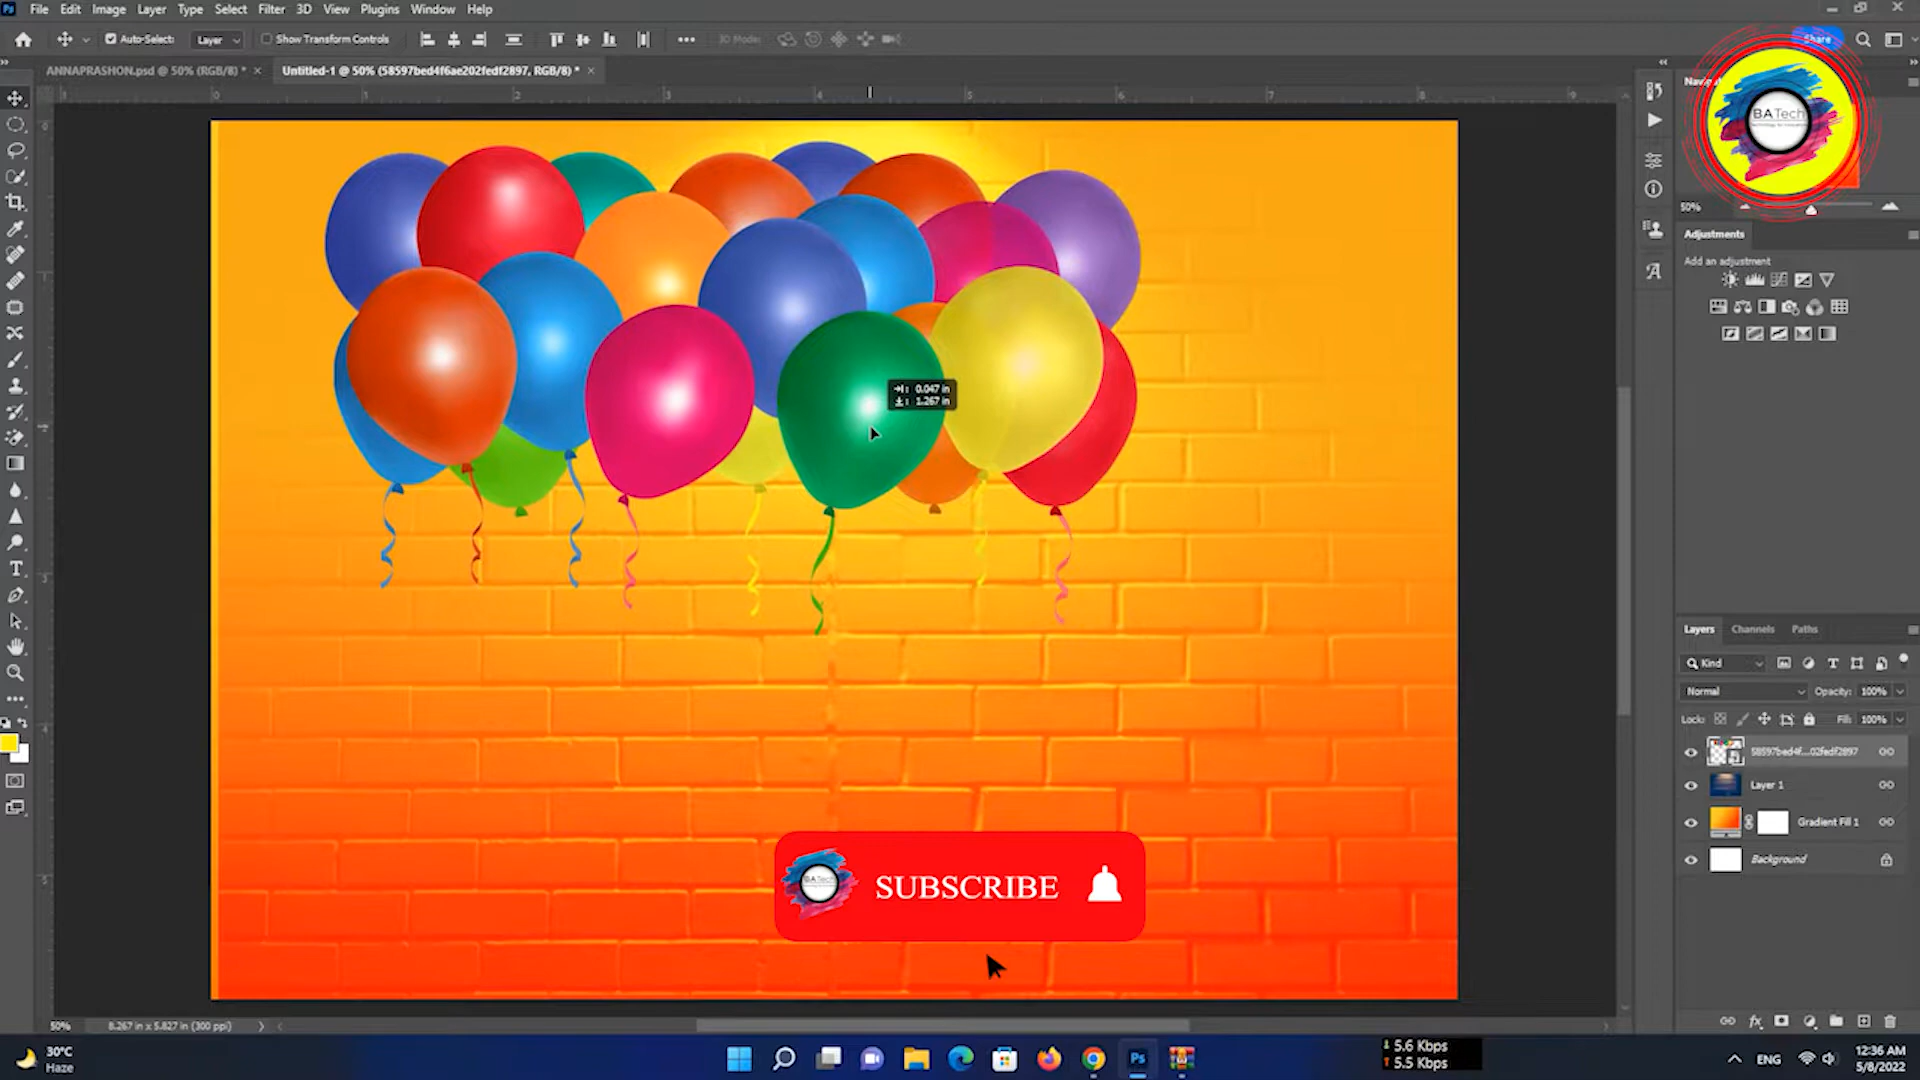 File Edit Image Layer Type Select Filter 3D View Plugins Window Help
Auto-Select: Layer Show Transform Controls 3D Mode: Share
ANNAPRASHON.psd @ 50% (RGB/8) * × Untitled-1 @ 50% (58597bed4f6ae202fedf2897, RGB/8) * ×
BATech
50%
Adjustments
Add an adjustment
0.047 in
1.267 in
Layers Channels Paths
Kind
Normal Opacity: 100%
Lock: Fill: 100%
58597bed4f...02fedf2897
Layer 1
Gradient Fill 1
Background
BATech
SUBSCRIBE
50% 8.267 in x 5.827 in (300 ppi)
30°C
Haze
5.6 Kbps
5.5 Kbps
ENG
12:36 AM
5/8/2022